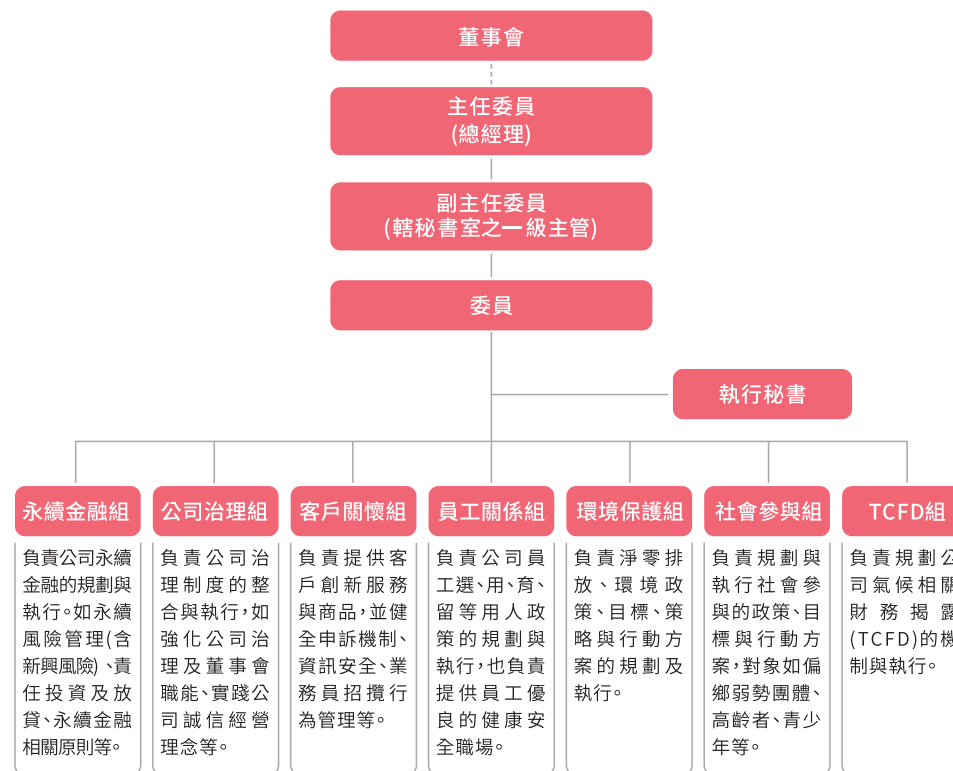 董事會
主任委員
(總經理)
副主任委員
(轄秘書室之一級主管)
委員
執行秘書
永續金融組
負責公司永續
金融的規劃與
執行。如永續
風險管理(含
新興風險)、責
任投資及放
貸、永續金融
相關原則等。
公司治理組
負責公司治
理制度的整
合與執行，如
強化公司治
理及董事會
職能、實踐公
司誠信經營
理念等。
客戶關懷組
負責提供客
戶創新服務
與商品，並健
全申訴機制、
資訊安全、業
務員招攬行
為管理等。
員工關係組
負責公司員
工選、用、育、
留等用人政
策的規劃與
執行，也負責
提供員工優
良的健康安
全職場。
環境保護組
負責淨零排
放、環境政
策、目標、策
略與行動方
案的規劃及
執行。
社會參與組
負責規劃與
執行社會參
與的政策、目
標與行動方
案，對象如偏
鄉弱勢團體、
高齡者、青少
年等。
TCFD組
負責規劃公
司氣候相關
財務揭露
(TCFD)的機
制與執行。